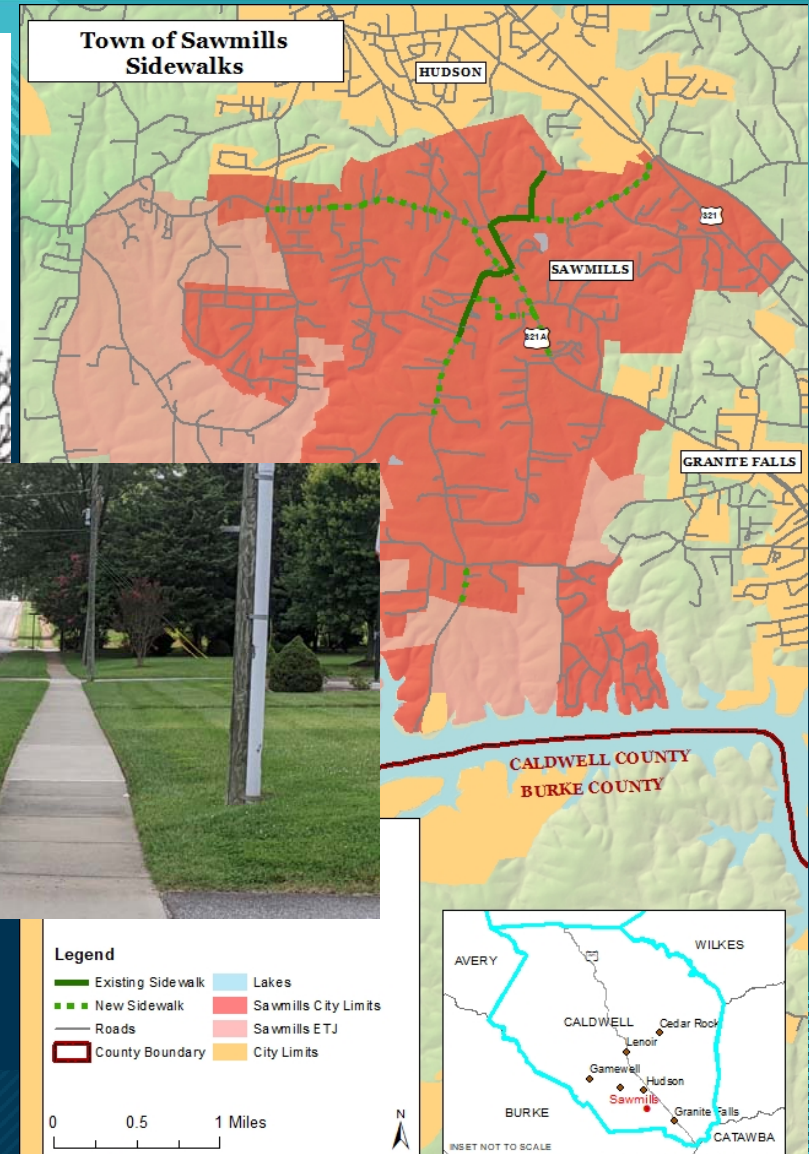 Town of Sawmills
Sidewalks
HUDSON
321
SAWMILLS
321A
GRANITE FALLS
CALDWELL COUNTY
BURKE COUNTY
Legend
Existing Sidewalk
New Sidewalk
Roads
County Boundary
Lakes
Sawmills City Limits
Sawmills ETJ
City Limits
0 0.5 1 Miles
N
AVERY
WILKES
CALDWELL
Cedar Rock
Lenoir
Gamewell
Hudson
Sawmills
BURKE
Granite Falls
CATAWBA
INSET NOT TO SCALE